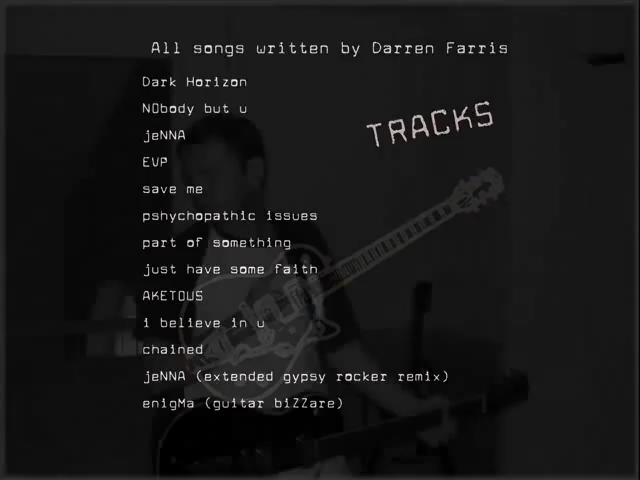 All songs written by Darren Farris
Dark Horizon
NObody but u
TRACKS
jeNNA
EVP
save me
pshychopathic issues
part of something
just have some faith
AKETOUS
i believe in u
chained
jeNNA (extended gypsy rocker remix)
enigMa (guitar biZZare)